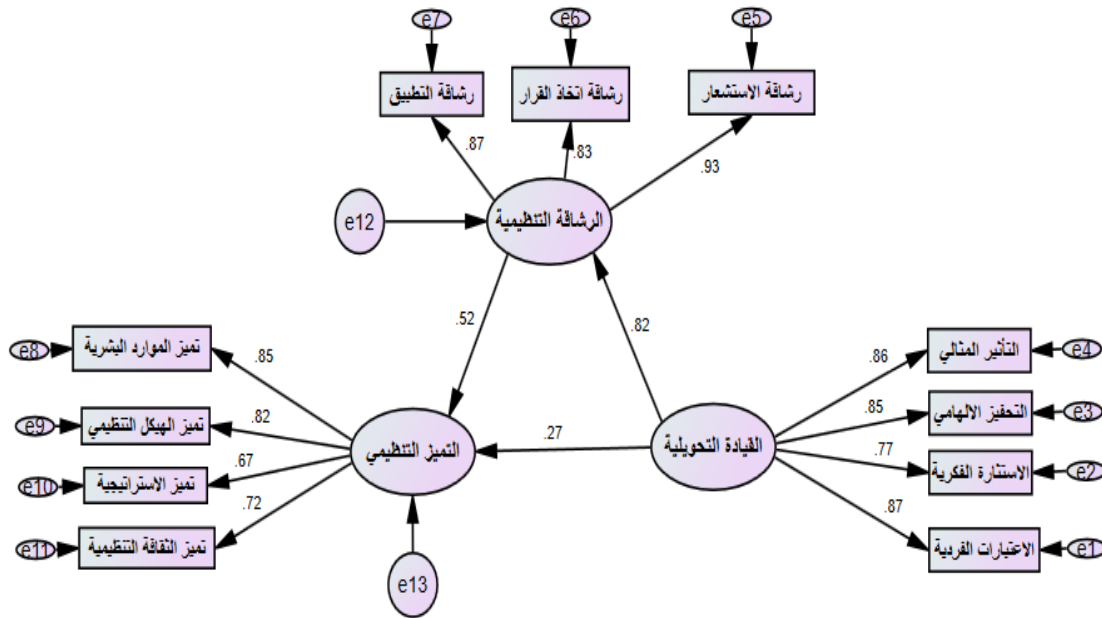 e7
e6
e5
رشاقة التطبيق
رشاقة اتخاذ القرار
رشاقة الاستشعار
.87
.83
.93
e12
الرشاقة التنظيمية
.52
.82
e8
تميز الموارد البشرية
.85
التأثير المثالي
e4
.86
e9
تميز الهيكل التنظيمي
.82
التحفيز الالهامي
e3
.85
التميز التنظيمي
.27
القيادة التحويلية
e10
تميز الاستراتيجية
.67
الاستثارة الفكرية
e2
.77
e11
تميز الثقافة التنظيمية
.72
الاعتبارات الفردية
e1
.87
e13